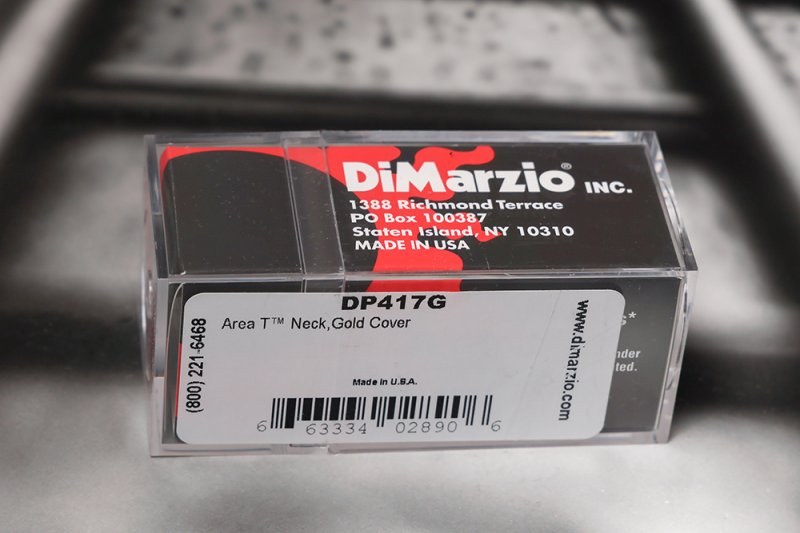 DiMarzio® INC.
1388 Richmond Terrace
PO Box 100387
Staten Island, NY 10310
MADE IN USA
DP417G
Area T™ Neck,Gold Cover
(800) 221-6468
www.dimarzio.com
Made in U.S.A.
6 63334 02890 6